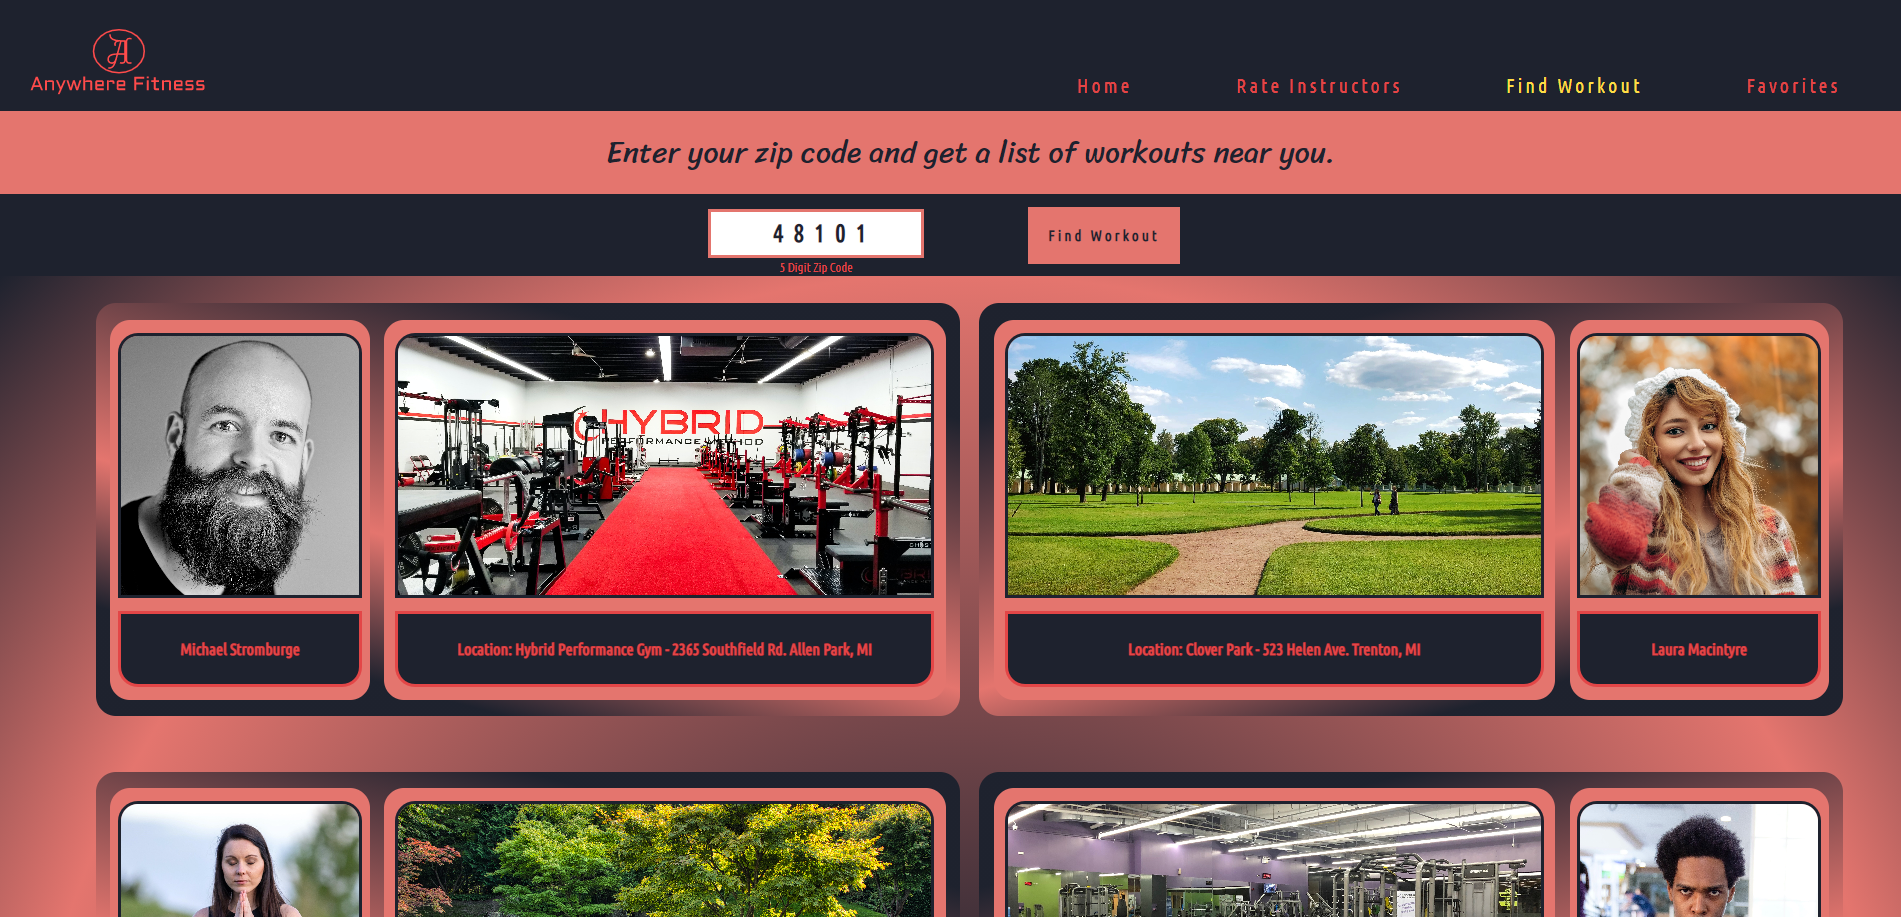 A
Anywhere Fitness
Home
Rate Instructors
Find Workout
Favorites
Enter your zip code and get a list of workouts near you.
48101
Find Workout
5 Digit Zip Code
HYBRID
PERFORMANCE METHOD
Michael Stromburge
Location: Hybrid Performance Gym - 2365 Southfield Rd. Allen Park, MI
Location: Clover Park - 523 Helen Ave. Trenton, MI
Laura Macintyre